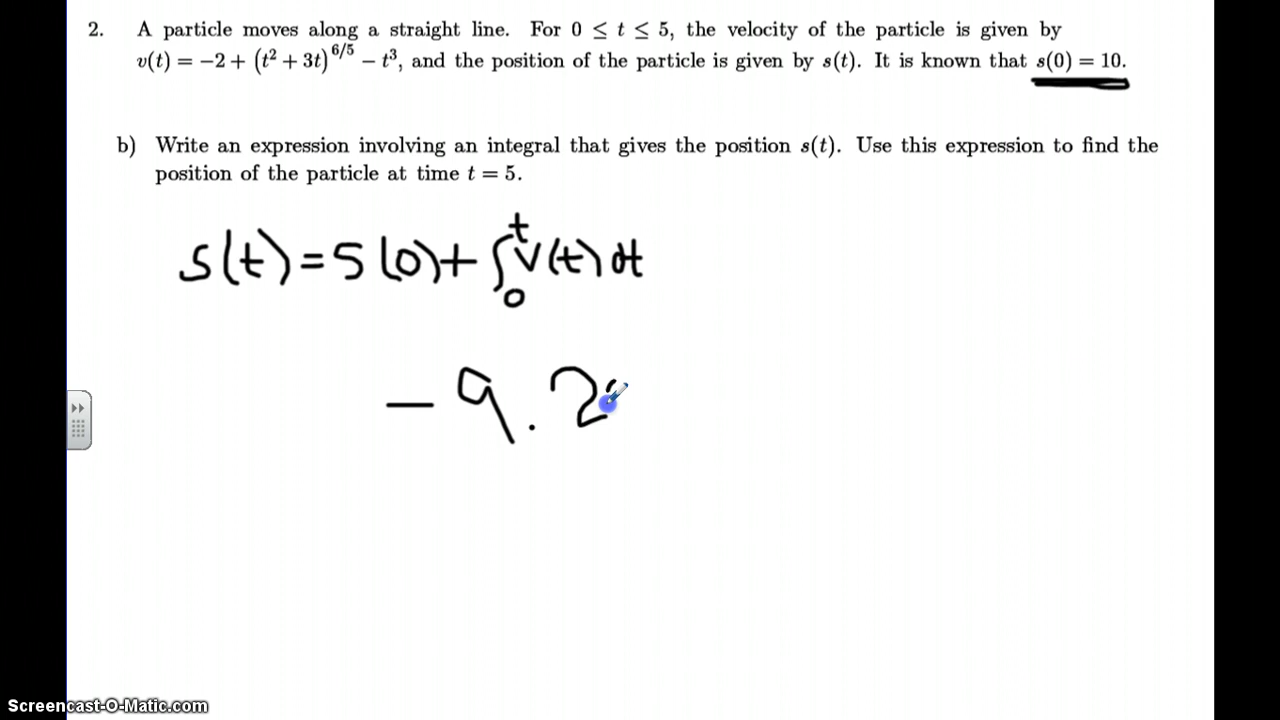 2. A particle moves along a straight line. For 0 ≤ t ≤ 5, the velocity of the particle is given by
v(t) = −2 + (t² + 3t)^{6/5} − t³, and the position of the particle is given by s(t). It is known that s(0) = 10.
b) Write an expression involving an integral that gives the position s(t). Use this expression to find the
position of the particle at time t = 5.
s(t) = s(0) + ∫₀ᵗ v(t) dt
− 9.2
Screencast-O-Matic.com